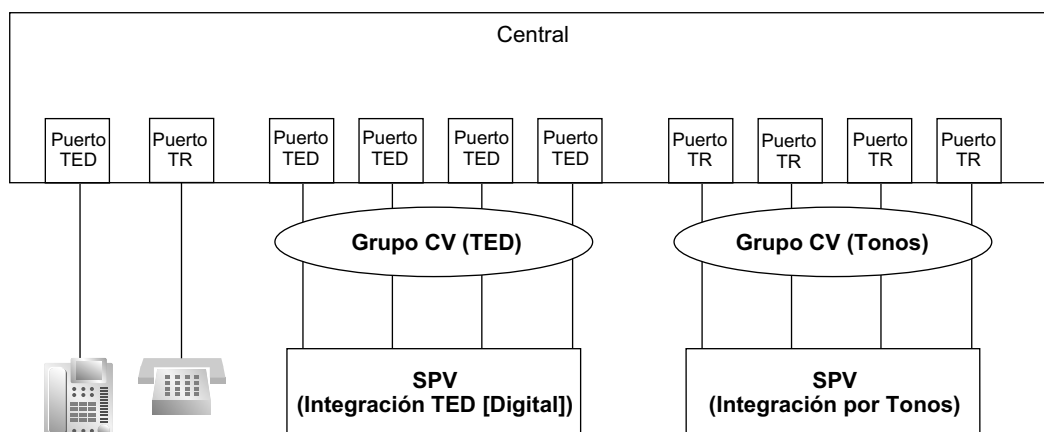 Central
Puerto
TED
Puerto
TR
Puerto
TED
Puerto
TED
Puerto
TED
Puerto
TED
Puerto
TR
Puerto
TR
Puerto
TR
Puerto
TR
Grupo CV (TED)
Grupo CV (Tonos)
SPV
(Integración TED [Digital])
SPV
(Integración por Tonos)